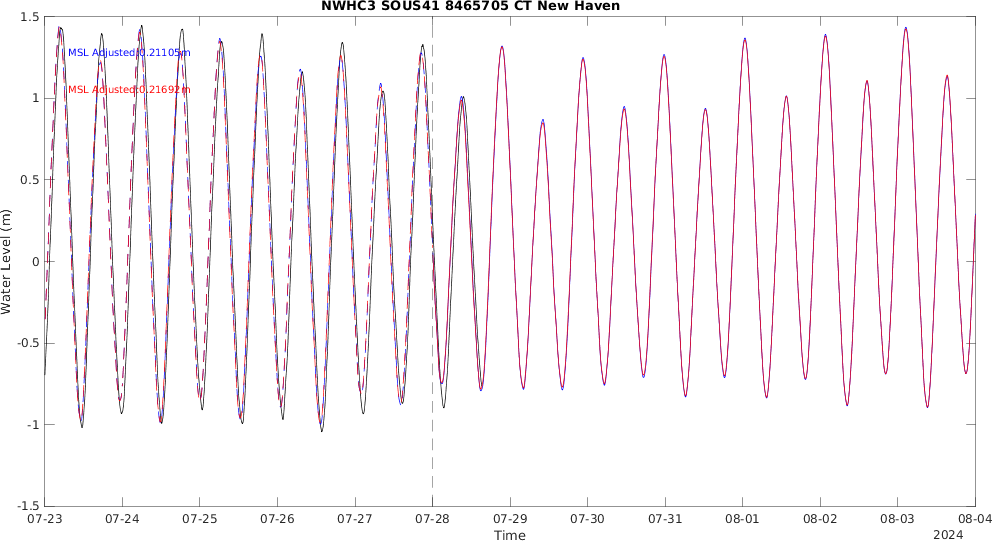 NWHC3 SOUS41 8465705 CT New Haven
1.5
MSL Adjusted:0.21105m
MSL Adjusted:0.21692m
1
0.5
Water Level (m)
0
-0.5
-1
-1.5
07-23 07-24 07-25 07-26 07-27 07-28 07-29 07-30 07-31 08-01 08-02 08-03 08-04
Time
2024